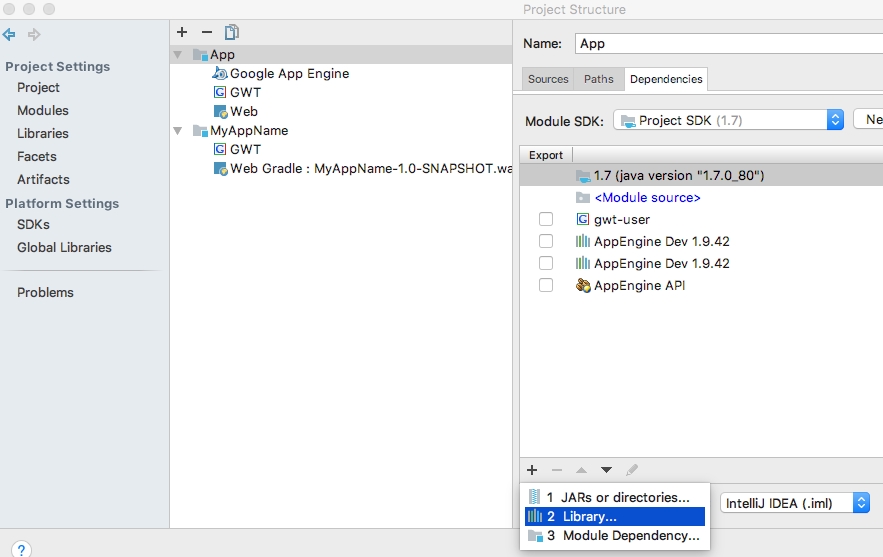 Project Structure
Project Settings
Project
Modules
Libraries
Facets
Artifacts
Platform Settings
SDKs
Global Libraries
Problems
?
App
Google App Engine
GWT
Web
MyAppName
GWT
Web Gradle : MyAppName-1.0-SNAPSHOT.wa
Name: App
Sources Paths Dependencies
Module SDK: Project SDK (1.7) Ne
Export
1.7 (java version "1.7.0_80")
<Module source>
gwt-user
AppEngine Dev 1.9.42
AppEngine Dev 1.9.42
AppEngine API
1 JARs or directories...
2 Library...
3 Module Dependency...
IntelliJ IDEA (.iml)